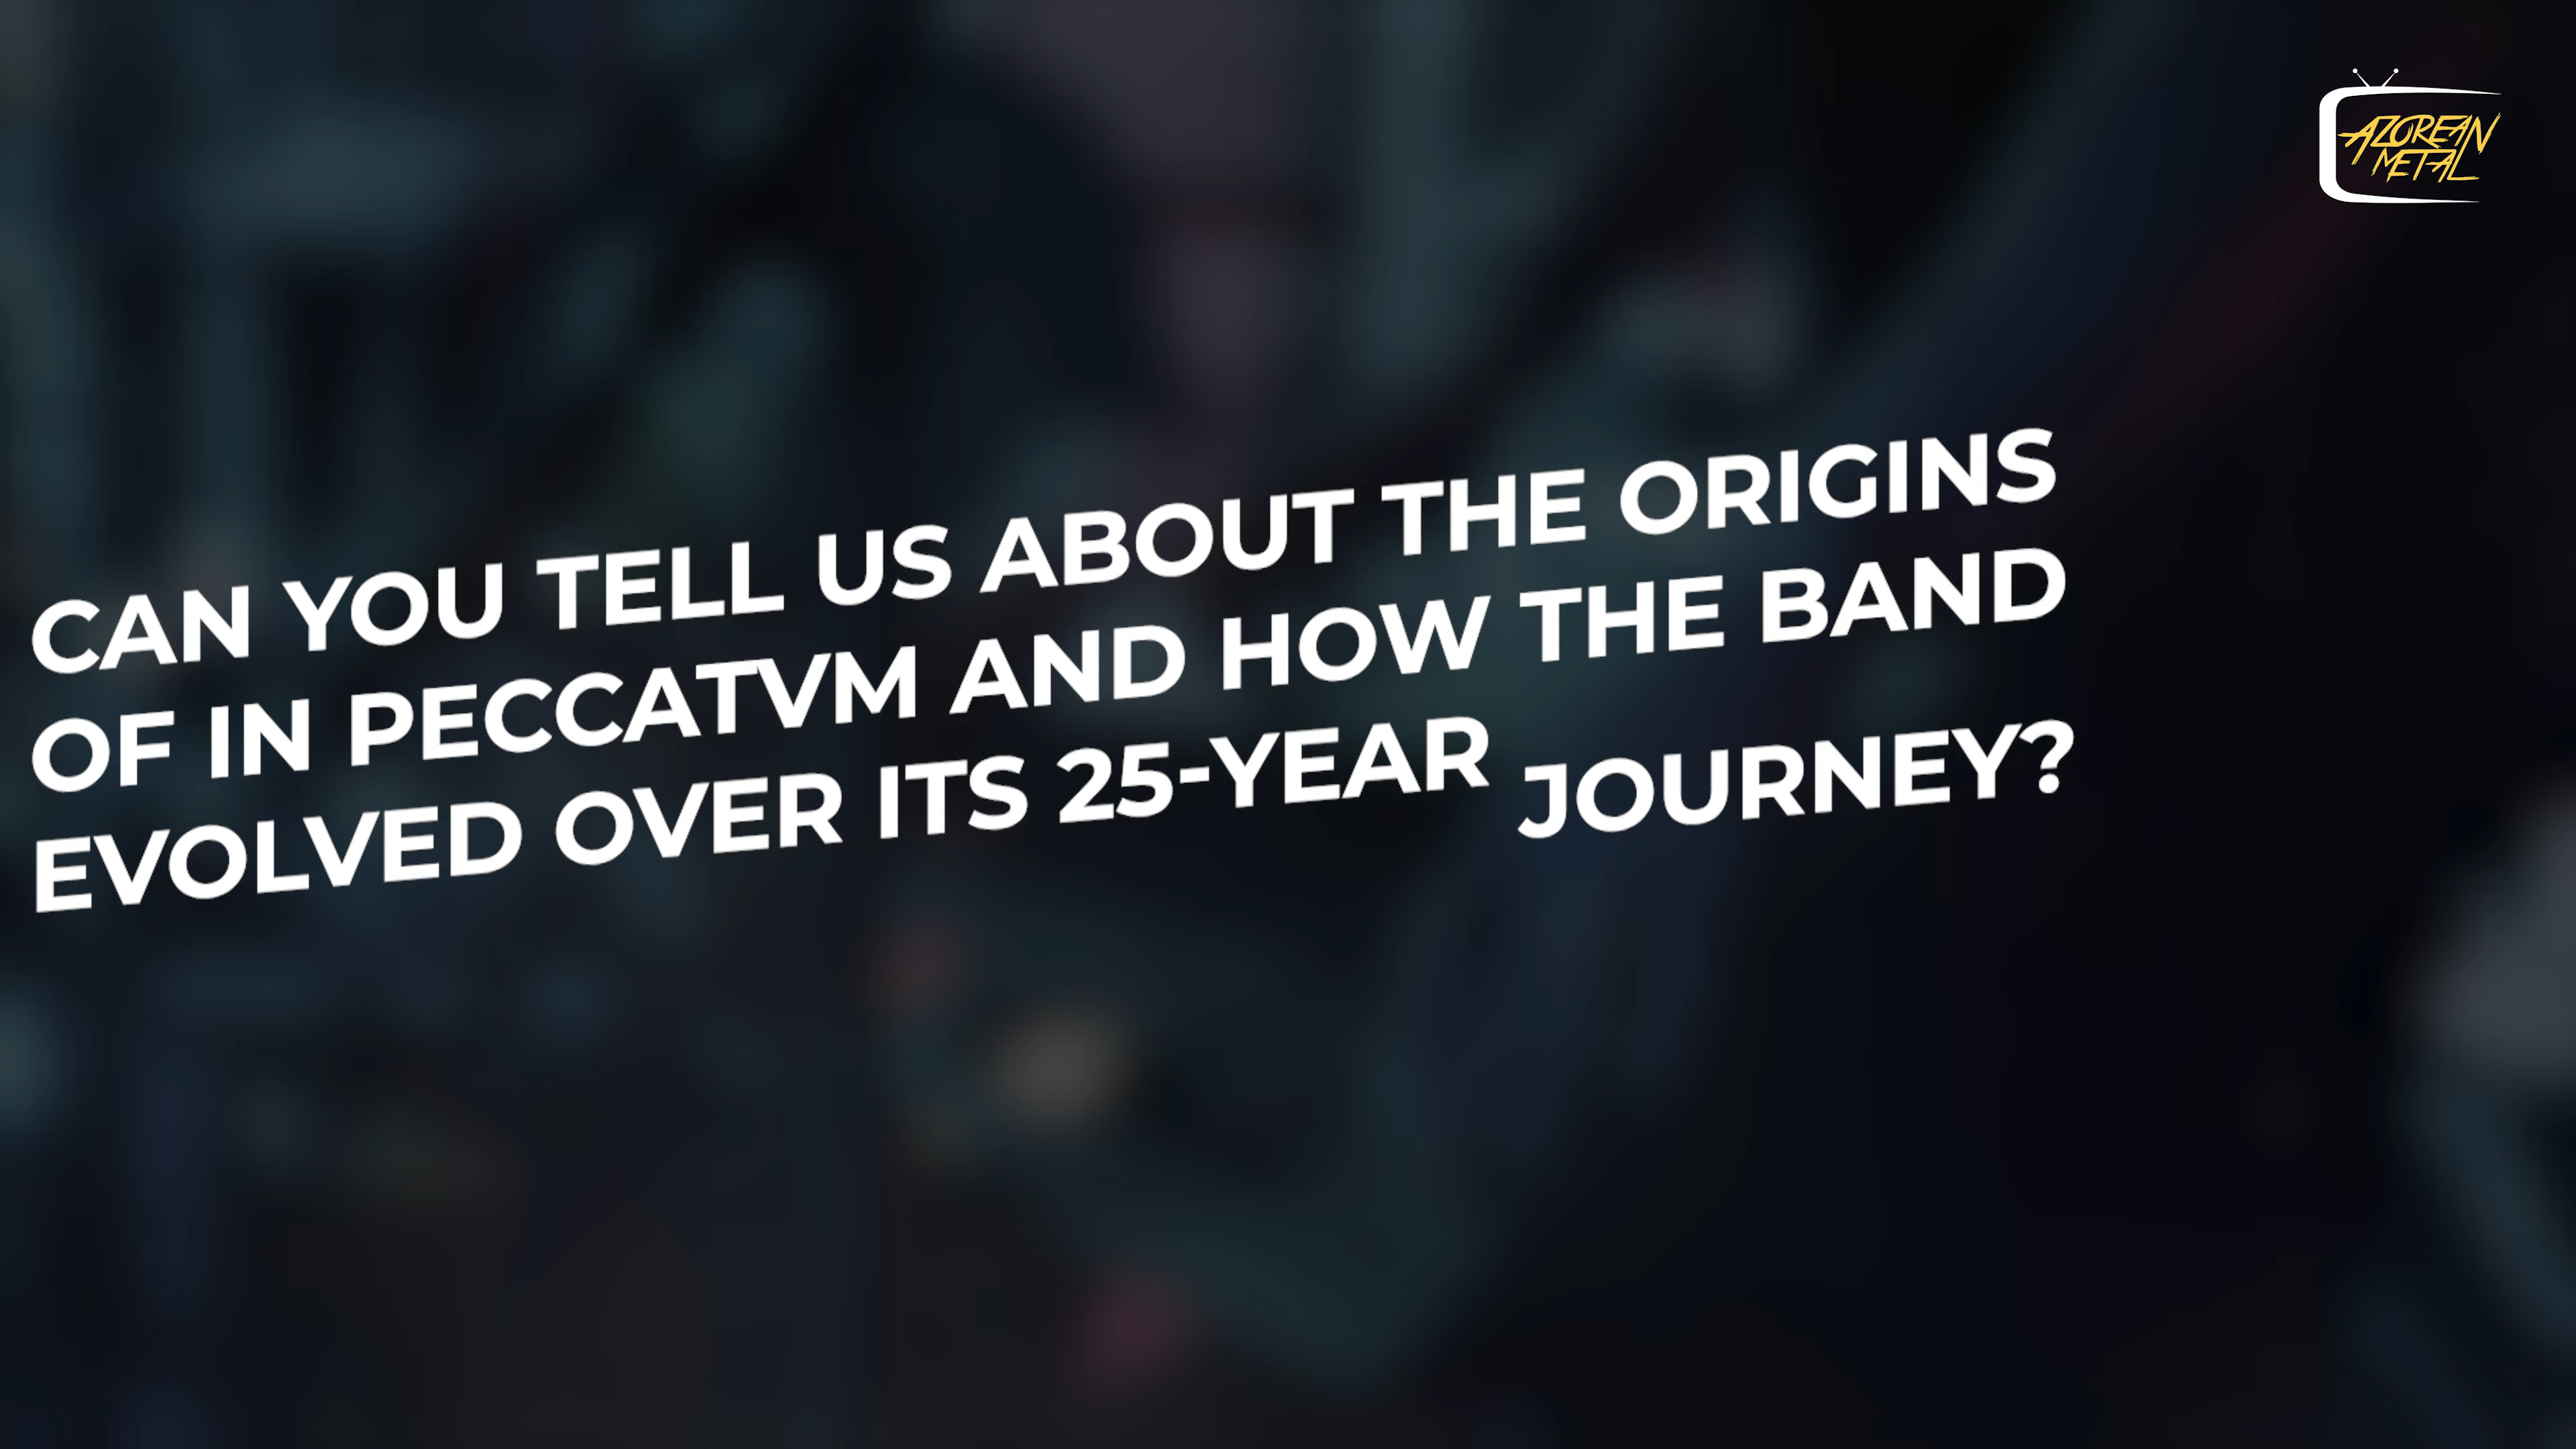 AZOREAN
METAL
CAN YOU TELL US ABOUT THE ORIGINS
OF IN PECCATVM AND HOW THE BAND
EVOLVED OVER ITS 25-YEAR JOURNEY?